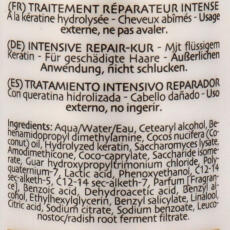 (FR) TRAITEMENT RÉPARATEUR INTENSE
A la kératine hydrolysée - Cheveux abîmés - Usage
externe, ne pas avaler.
(DE) INTENSIVE REPAIR-KUR - Mit flüssigem
Keratin - Für geschädigte Haare - Äußerlichen
Anwendung, nicht schlucken.
(ES) TRATAMIENTO INTENSIVO REPARADOR
Con queratina hidrolizada - Cabello dañado - Uso
externo, no ingerir.
Ingredients: Aqua/Water/Eau, Cetearyl alcohol, Be-
henamidopropyl dimethylamine, Cocos nucifera (Co-
conut) oil, Hydrolyzed keratin, Saccharomyces lysate,
Amodimethicone, Coco-caprylate, Saccharide isome-
rate, Guar hydroxypropyltrimonium chloride, Poly-
quaternium-7, Lactic acid, Phenoxyethanol, C12-14
sec-alketh-5, C12-14 sec-alketh-7, Parfum [Fragran-
ce], Benzoic acid, Dehydroacetic acid, Benzyl alco-
hol, Ethylhexylglycerin, Benzyl salicylate, Linalool,
Citric acid, Sodium citrate, Sodium benzoate, Leuco-
nostoc/radish root ferment filtrate.